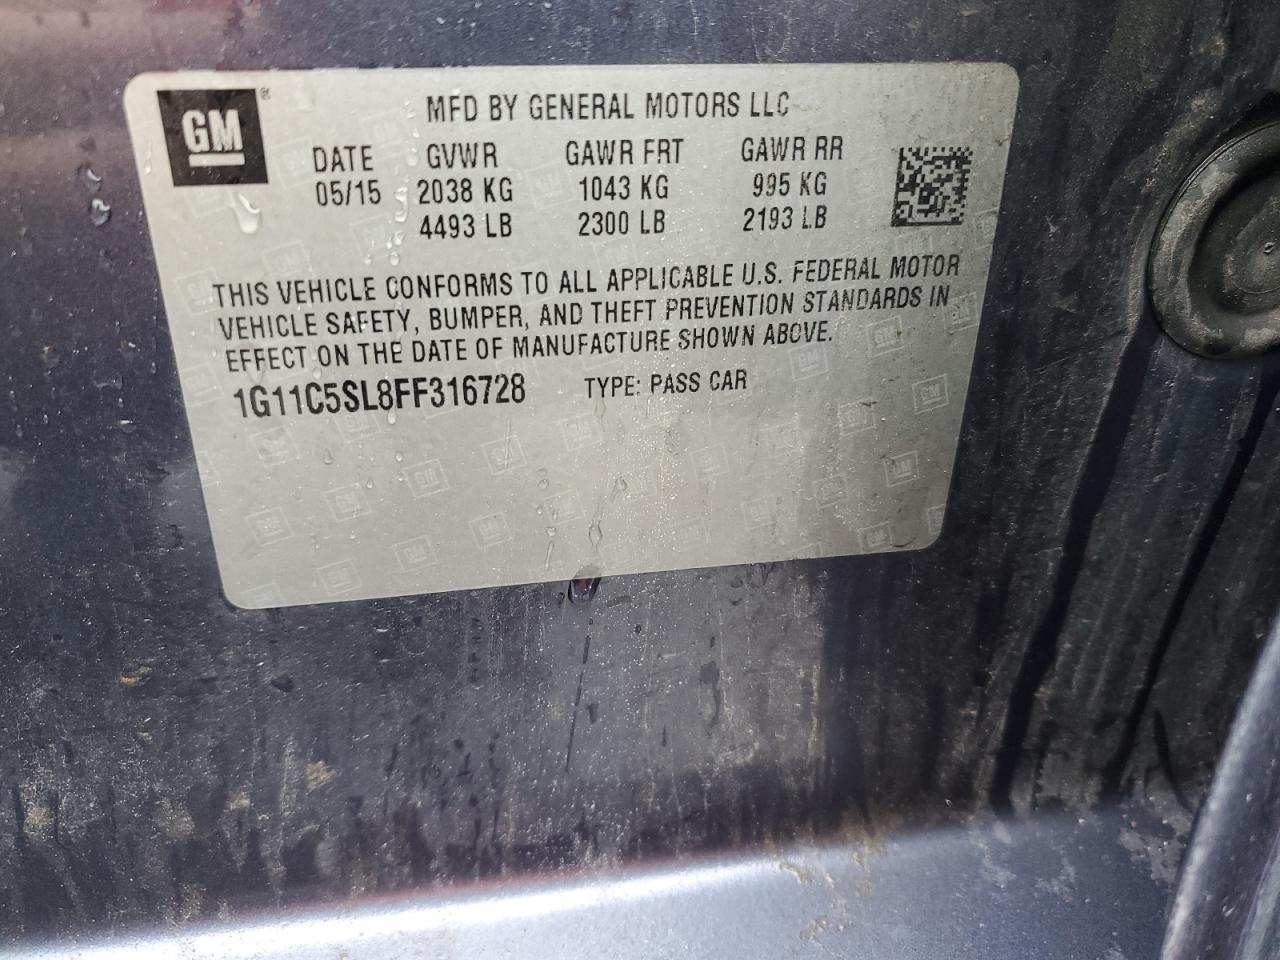 GM ®
MFD BY GENERAL MOTORS LLC
DATE GVWR GAWR FRT GAWR RR
05/15 2038 KG 1043 KG 995 KG
4493 LB 2300 LB 2193 LB
THIS VEHICLE CONFORMS TO ALL APPLICABLE U.S. FEDERAL MOTOR
VEHICLE SAFETY, BUMPER, AND THEFT PREVENTION STANDARDS IN
EFFECT ON THE DATE OF MANUFACTURE SHOWN ABOVE.
1G11C5SL8FF316728 TYPE: PASS CAR